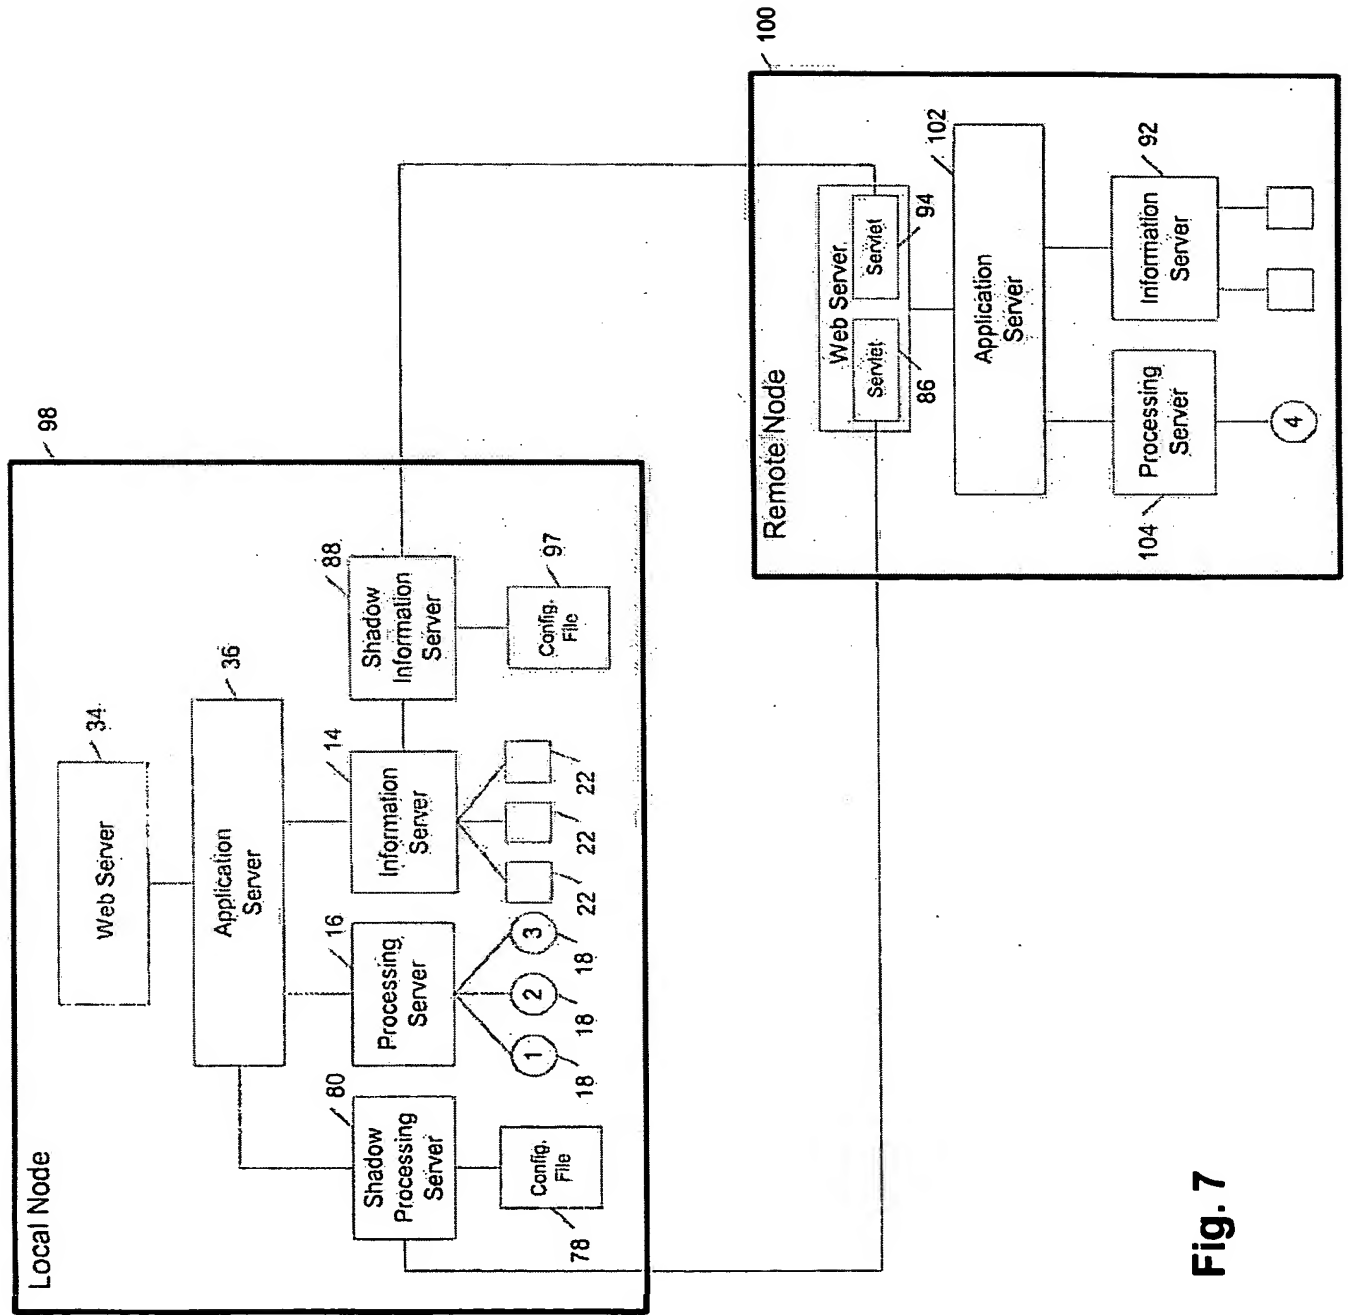 Local Node
98
Web Server
34
Application
Server
36
Shadow
Processing
Server
80
Processing
Server
16
Information
Server
14
Shadow
Information
Server
88
Config.
File
78
1
2
3
18
18
18
22
22
22
Config.
File
97
Remote Node
100
Web Server
Servlet
86
Servlet
94
Application
Server
102
Processing
Server
104
Information
Server
92
4
Fig. 7